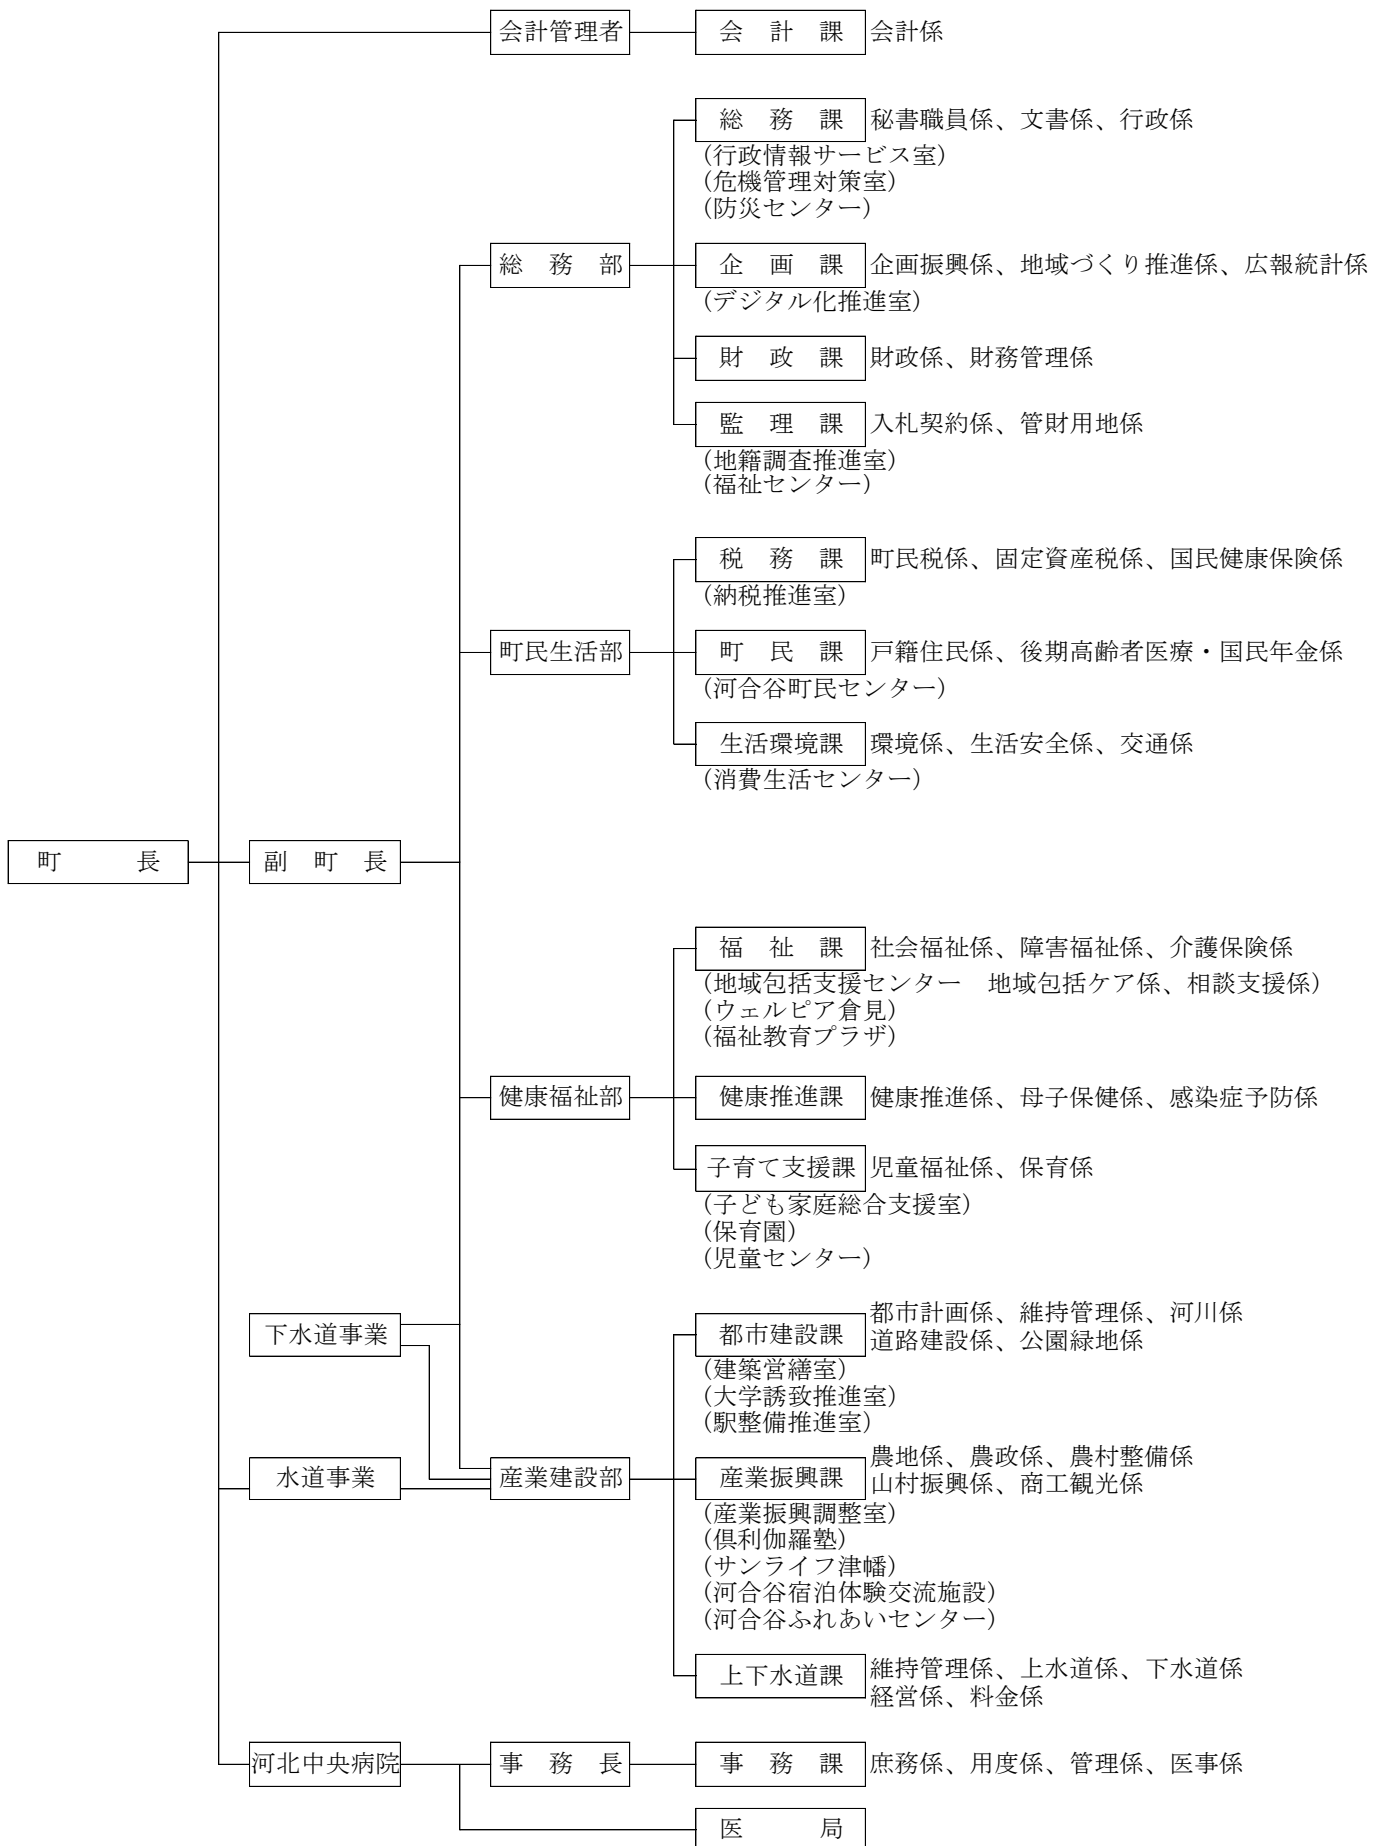 会計管理者 会計課 会計係
総務課 秘書職員係、文書係、行政係
(行政情報サービス室)
(危機管理対策室)
(防災センター)
総務部 企画課 企画振興係、地域づくり推進係、広報統計係
(デジタル化推進室)
財政課 財政係、財務管理係
監理課 入札契約係、管財用地係
(地籍調査推進室)
(福祉センター)
税務課 町民税係、固定資産税係、国民健康保険係
(納税推進室)
町民生活部 町民課 戸籍住民係、後期高齢者医療・国民年金係
(河合谷町民センター)
生活環境課 環境係、生活安全係、交通係
(消費生活センター)
町長 副町長
福祉課 社会福祉係、障害福祉係、介護保険係
(地域包括支援センター 地域包括ケア係、相談支援係)
(ウェルピア倉見)
(福祉教育プラザ)
健康福祉部 健康推進課 健康推進係、母子保健係、感染症予防係
子育て支援課 児童福祉係、保育係
(子ども家庭総合支援室)
(保育園)
(児童センター)
都市計画係、維持管理係、河川係
下水道事業 都市建設課
道路建設係、公園緑地係
(建築営繕室)
(大学誘致推進室)
(駅整備推進室)
農地係、農政係、農村整備係
水道事業 産業建設部 産業振興課
山村振興係、商工観光係
(産業振興調整室)
(倶利伽羅塾)
(サンライフ津幡)
(河合谷宿泊体験交流施設)
(河合谷ふれあいセンター)
上下水道課 維持管理係、上水道係、下水道係
経営係、料金係
河北中央病院 事務長 事務課 庶務係、用度係、管理係、医事係
医局